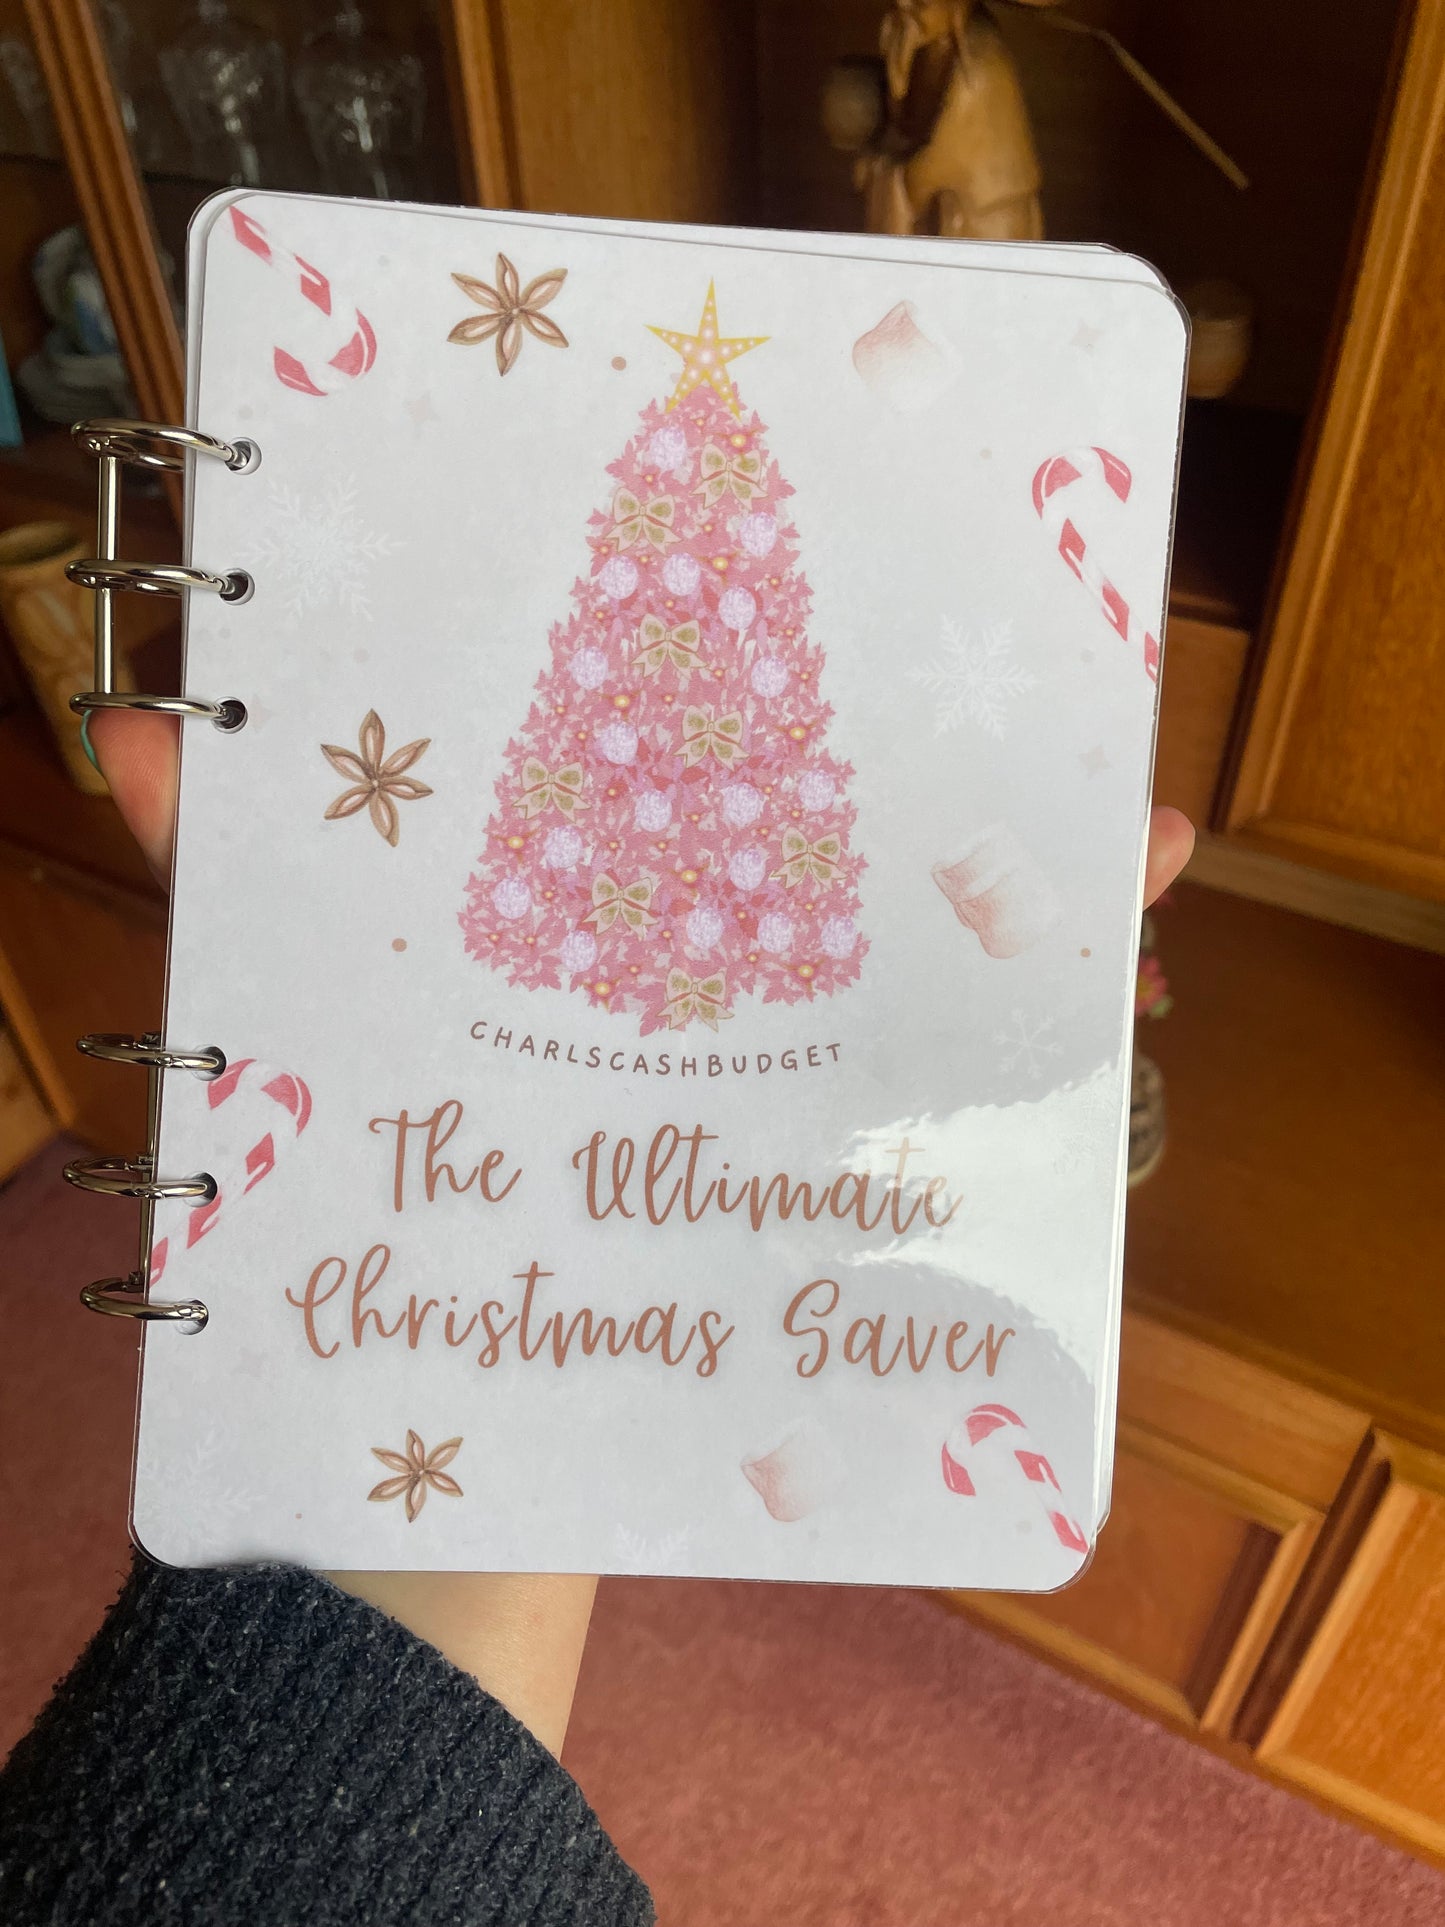 CHARLSCASHBUDGET
The Ultimate
Christmas Saver